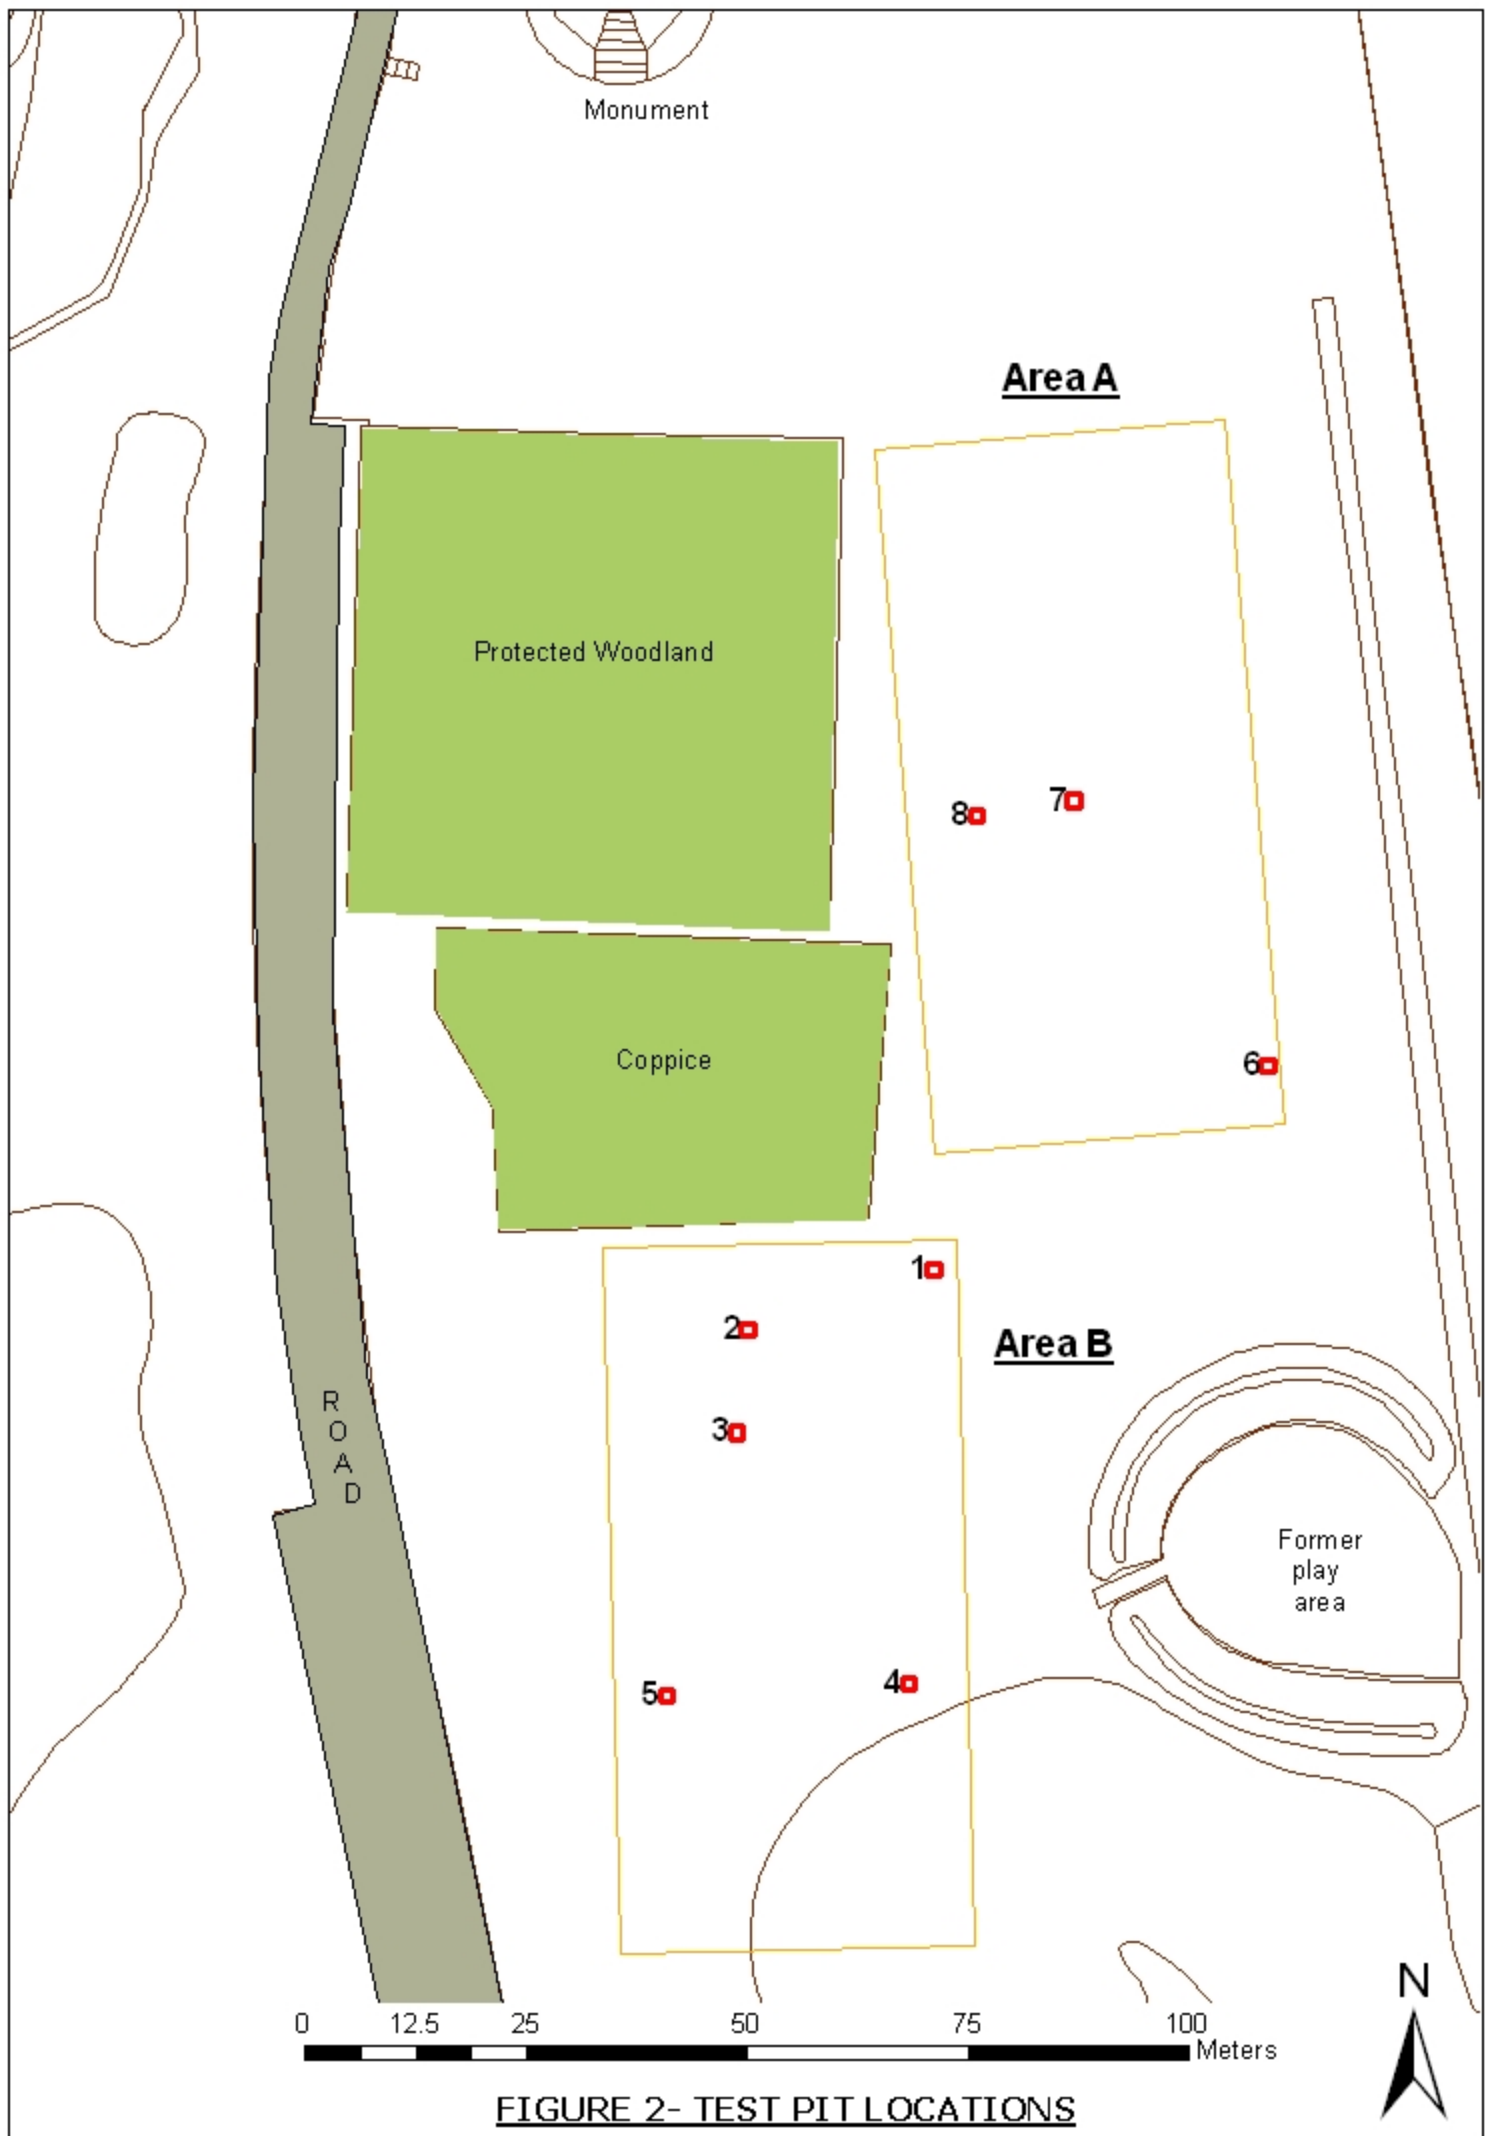 Monument
Area A
Protected Woodland
8
7
Coppice
6
1
2
Area B
3
R
O
A
D
Former
play
area
5
4
N
0 12.5 25 50 75 100
Meters
FIGURE 2- TEST PIT LOCATIONS